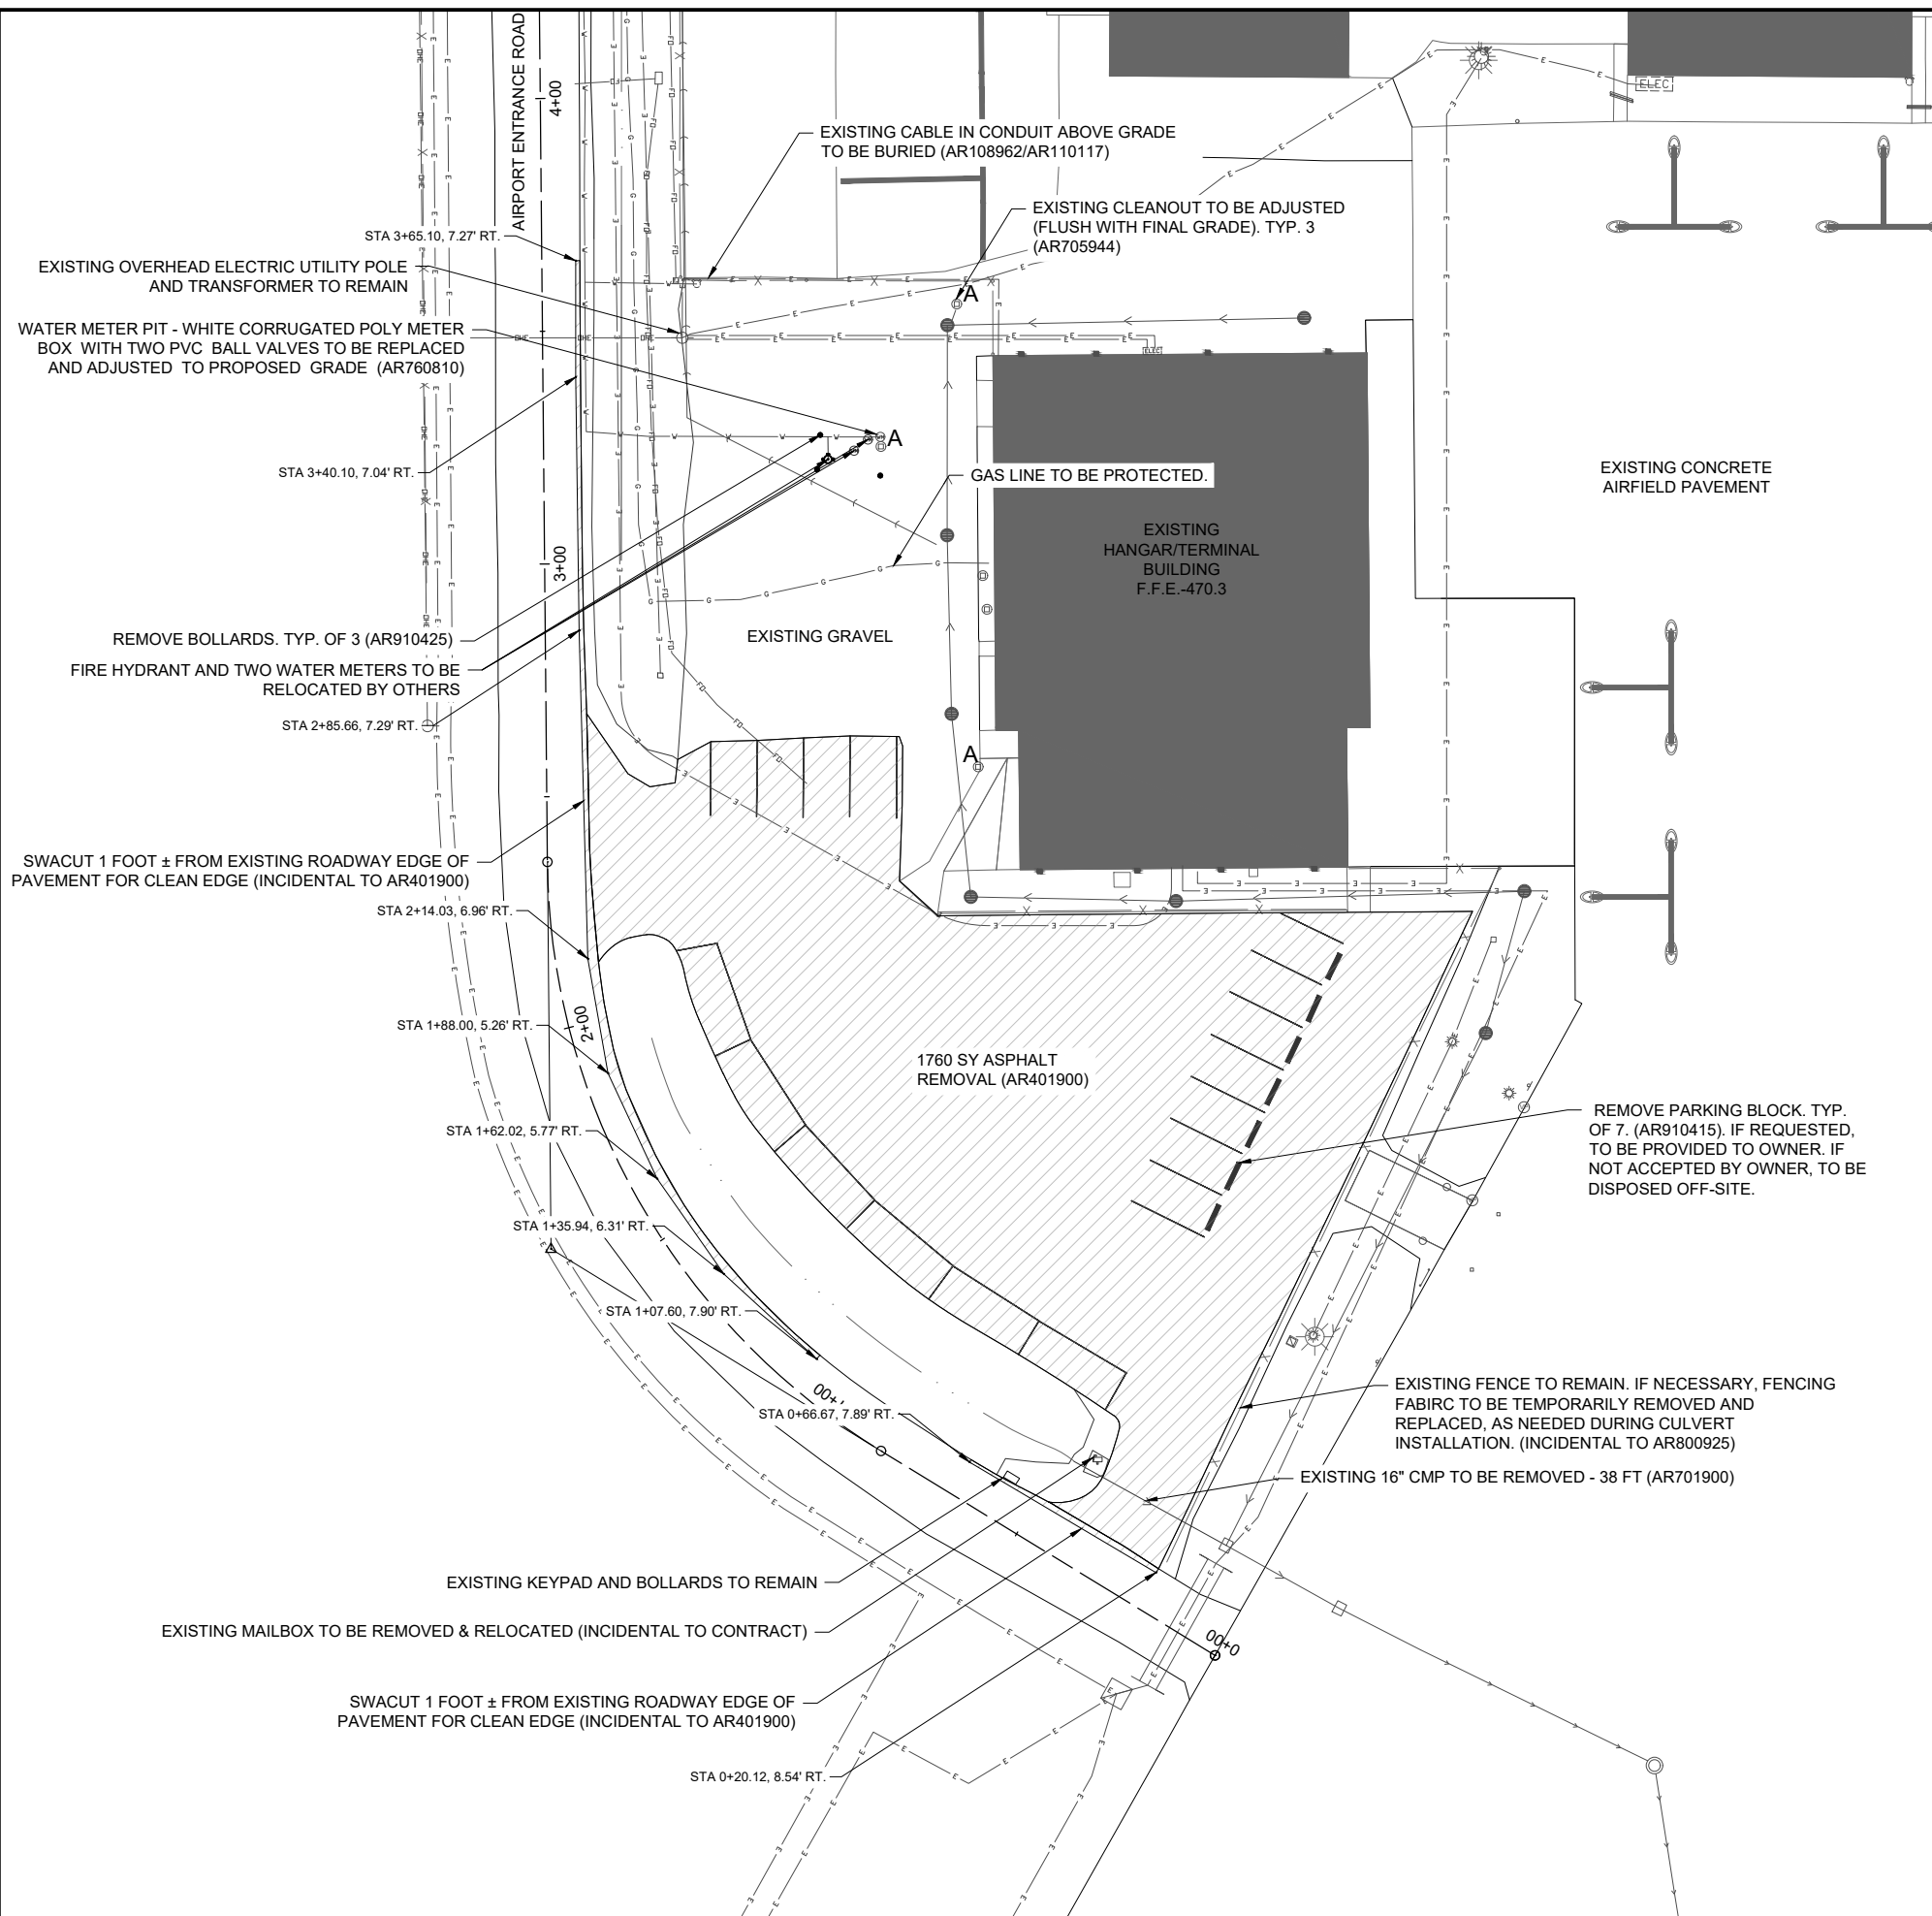 AIRPORT ENTRANCE ROAD
4+00
EXISTING CABLE IN CONDUIT ABOVE GRADE
TO BE BURIED (AR108962/AR110117)
ELEC
EXISTING CLEANOUT TO BE ADJUSTED
(FLUSH WITH FINAL GRADE). TYP. 3
(AR705944)
STA 3+65.10, 7.27' RT.
EXISTING OVERHEAD ELECTRIC UTILITY POLE
AND TRANSFORMER TO REMAIN
A
WATER METER PIT - WHITE CORRUGATED POLY METER
BOX WITH TWO PVC BALL VALVES TO BE REPLACED
AND ADJUSTED TO PROPOSED GRADE (AR760810)
ELEC
A
STA 3+40.10, 7.04' RT.
GAS LINE TO BE PROTECTED.
EXISTING CONCRETE
AIRFIELD PAVEMENT
EXISTING
HANGAR/TERMINAL
BUILDING
F.F.E.-470.3
3+00
REMOVE BOLLARDS. TYP. OF 3 (AR910425)
EXISTING GRAVEL
FIRE HYDRANT AND TWO WATER METERS TO BE
RELOCATED BY OTHERS
STA 2+85.66, 7.29' RT.
A
SWACUT 1 FOOT ± FROM EXISTING ROADWAY EDGE OF
PAVEMENT FOR CLEAN EDGE (INCIDENTAL TO AR401900)
STA 2+14.03, 6.96' RT.
STA 1+88.00, 5.26' RT.
2+00
1760 SY ASPHALT
REMOVAL (AR401900)
STA 1+62.02, 5.77' RT.
REMOVE PARKING BLOCK. TYP.
OF 7. (AR910415). IF REQUESTED,
TO BE PROVIDED TO OWNER. IF
NOT ACCEPTED BY OWNER, TO BE
DISPOSED OFF-SITE.
STA 1+35.94, 6.31' RT.
STA 1+07.60, 7.90' RT.
STA 0+66.67, 7.89' RT.
EXISTING FENCE TO REMAIN. IF NECESSARY, FENCING
FABIRC TO BE TEMPORARILY REMOVED AND
REPLACED, AS NEEDED DURING CULVERT
INSTALLATION. (INCIDENTAL TO AR800925)
EXISTING 16" CMP TO BE REMOVED - 38 FT (AR701900)
EXISTING KEYPAD AND BOLLARDS TO REMAIN
EXISTING MAILBOX TO BE REMOVED & RELOCATED (INCIDENTAL TO CONTRACT)
0+00
SWACUT 1 FOOT ± FROM EXISTING ROADWAY EDGE OF
PAVEMENT FOR CLEAN EDGE (INCIDENTAL TO AR401900)
STA 0+20.12, 8.54' RT.